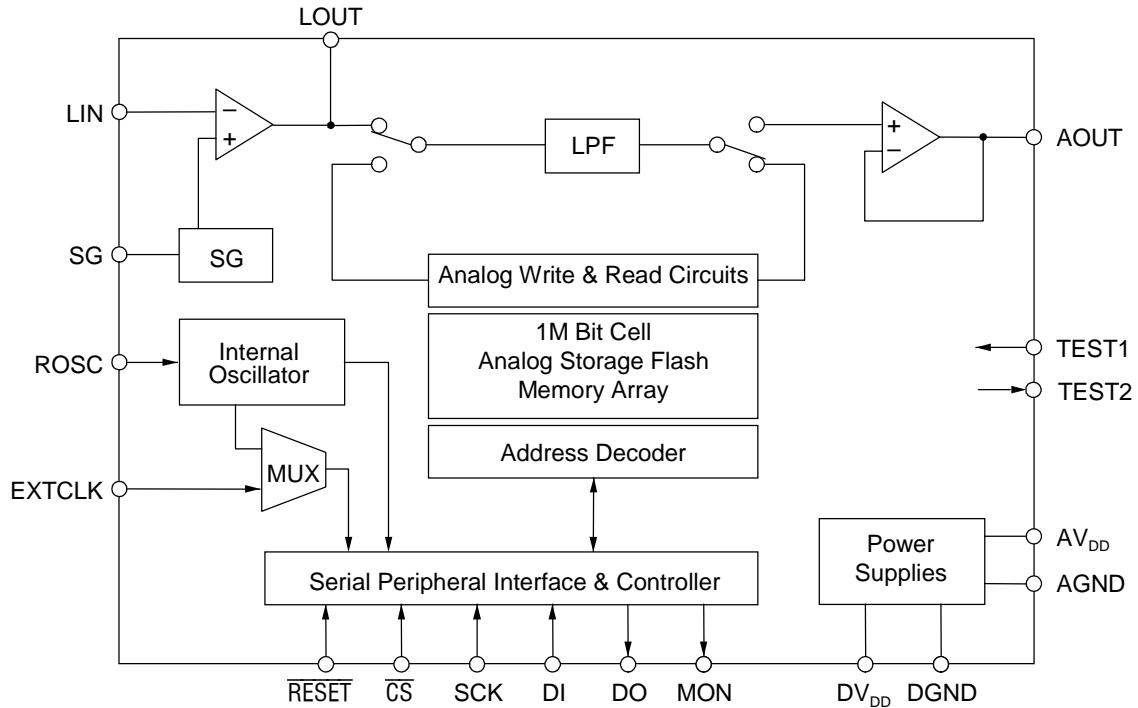 LOUT
LIN
−
+
LPF
+
−
AOUT
SG
SG
Analog Write & Read Circuits
1M Bit Cell
Analog Storage Flash
Memory Array
ROSC
Internal
Oscillator
TEST1
TEST2
Address Decoder
MUX
EXTCLK
Power
Supplies
AVDD
AGND
Serial Peripheral Interface & Controller
RESET CS SCK DI DO MON DVDD DGND